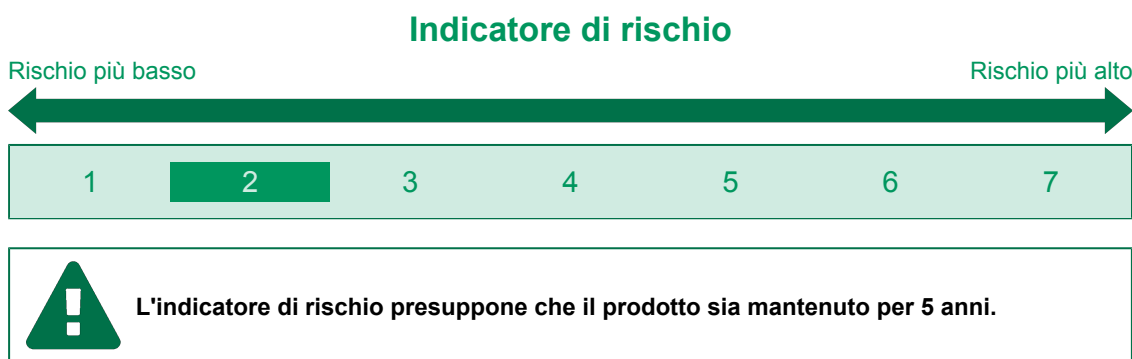 Indicatore di rischio
Rischio più basso Rischio più alto
1 2 3 4 5 6 7
L'indicatore di rischio presuppone che il prodotto sia mantenuto per 5 anni.